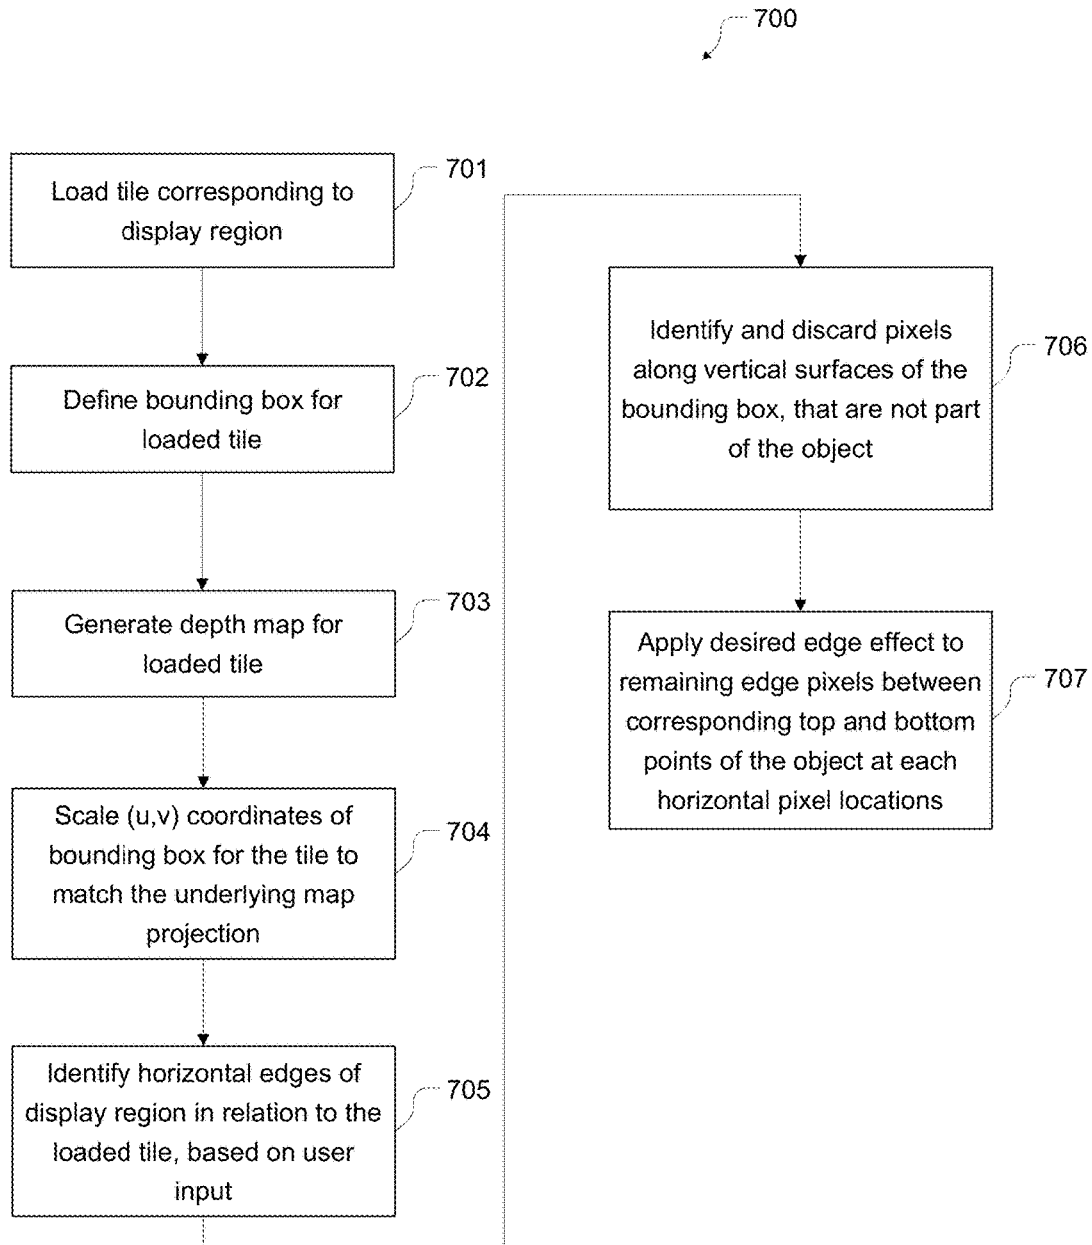 700
701
Load tile corresponding to
display region
702
Define bounding box for
loaded tile
703
Generate depth map for
loaded tile
704
Scale (u,v) coordinates of
bounding box for the tile to
match the underlying map
projection
705
Identify horizontal edges of
display region in relation to the
loaded tile, based on user
input
706
Identify and discard pixels
along vertical surfaces of the
bounding box, that are not part
of the object
707
Apply desired edge effect to
remaining edge pixels between
corresponding top and bottom
points of the object at each
horizontal pixel locations